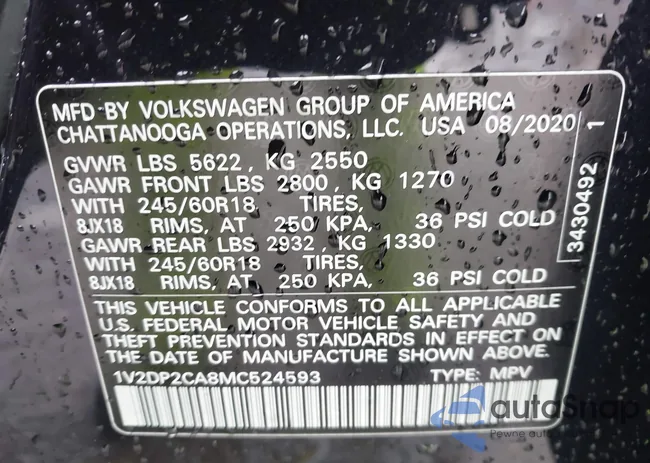 MFD BY VOLKSWAGEN GROUP OF AMERICA
CHATTANOOGA OPERATIONS, LLC. USA 08/2020
GVWR LBS 5622, KG 2550
GAWR FRONT LBS 2800, KG 1270
WITH 245/60R18 TIRES,
8JX18 RIMS, AT 250 KPA, 36 PSI COLD
GAWR REAR LBS 2932, KG 1330
WITH 245/60R18 TIRES,
8JX18 RIMS, AT 250 KPA, 36 PSI COLD
THIS VEHICLE CONFORMS TO ALL APPLICABLE
U.S. FEDERAL MOTOR VEHICLE SAFETY AND
THEFT PREVENTION STANDARDS IN EFFECT ON
THE DATE OF MANUFACTURE SHOWN ABOVE.
1V2DP2CA8MC524593 TYPE: MPV
3430492 1
autoSnap
Pewne auto